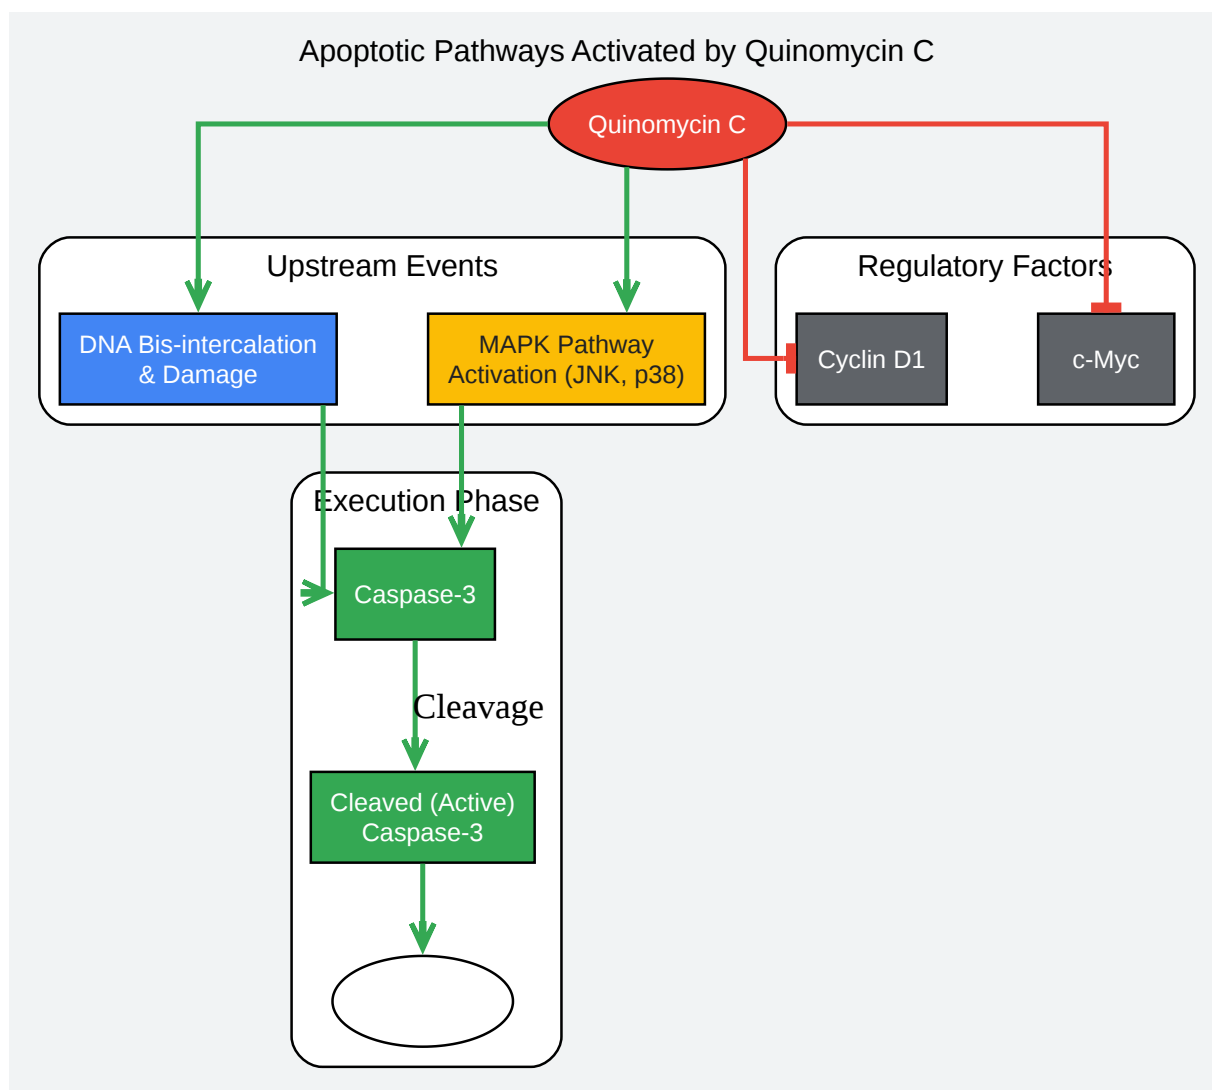 Apoptotic Pathways Activated by Quinomycin C
Quinomycin C
Upstream Events
Regulatory Factors
DNA Bis-intercalation
& Damage
MAPK Pathway
Activation (JNK, p38)
Cyclin D1
c-Myc
Execution Phase
Caspase-3
Cleavage
Cleaved (Active)
Caspase-3